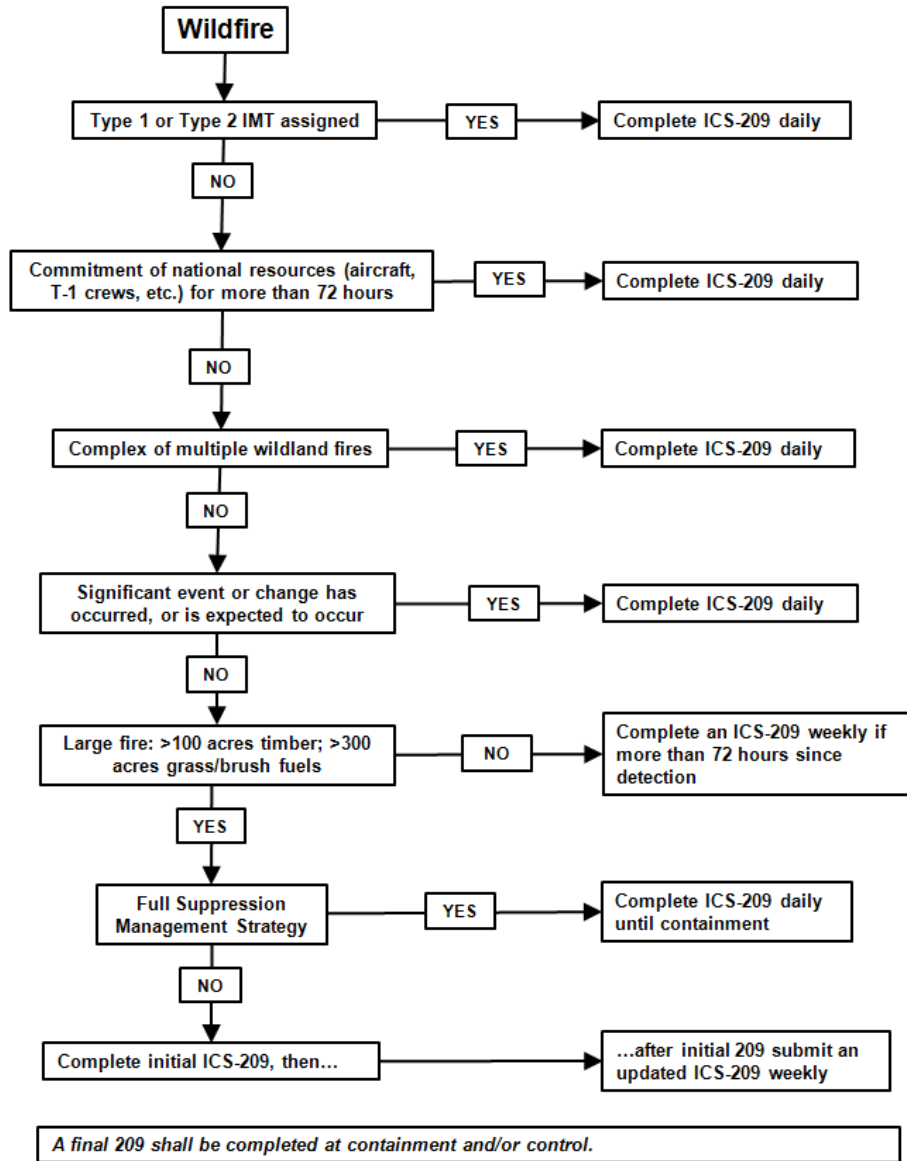 Wildfire
Type 1 or Type 2 IMT assigned
YES
Complete ICS-209 daily
NO
Commitment of national resources (aircraft,
T-1 crews, etc.) for more than 72 hours
YES
Complete ICS-209 daily
NO
Complex of multiple wildland fires
YES
Complete ICS-209 daily
NO
Significant event or change has
occurred, or is expected to occur
YES
Complete ICS-209 daily
NO
Large fire: >100 acres timber; >300
acres grass/brush fuels
NO
Complete an ICS-209 weekly if
more than 72 hours since
detection
YES
Full Suppression
Management Strategy
YES
Complete ICS-209 daily
until containment
NO
Complete initial ICS-209, then…
…after initial 209 submit an
updated ICS-209 weekly
A final 209 shall be completed at containment and/or control.